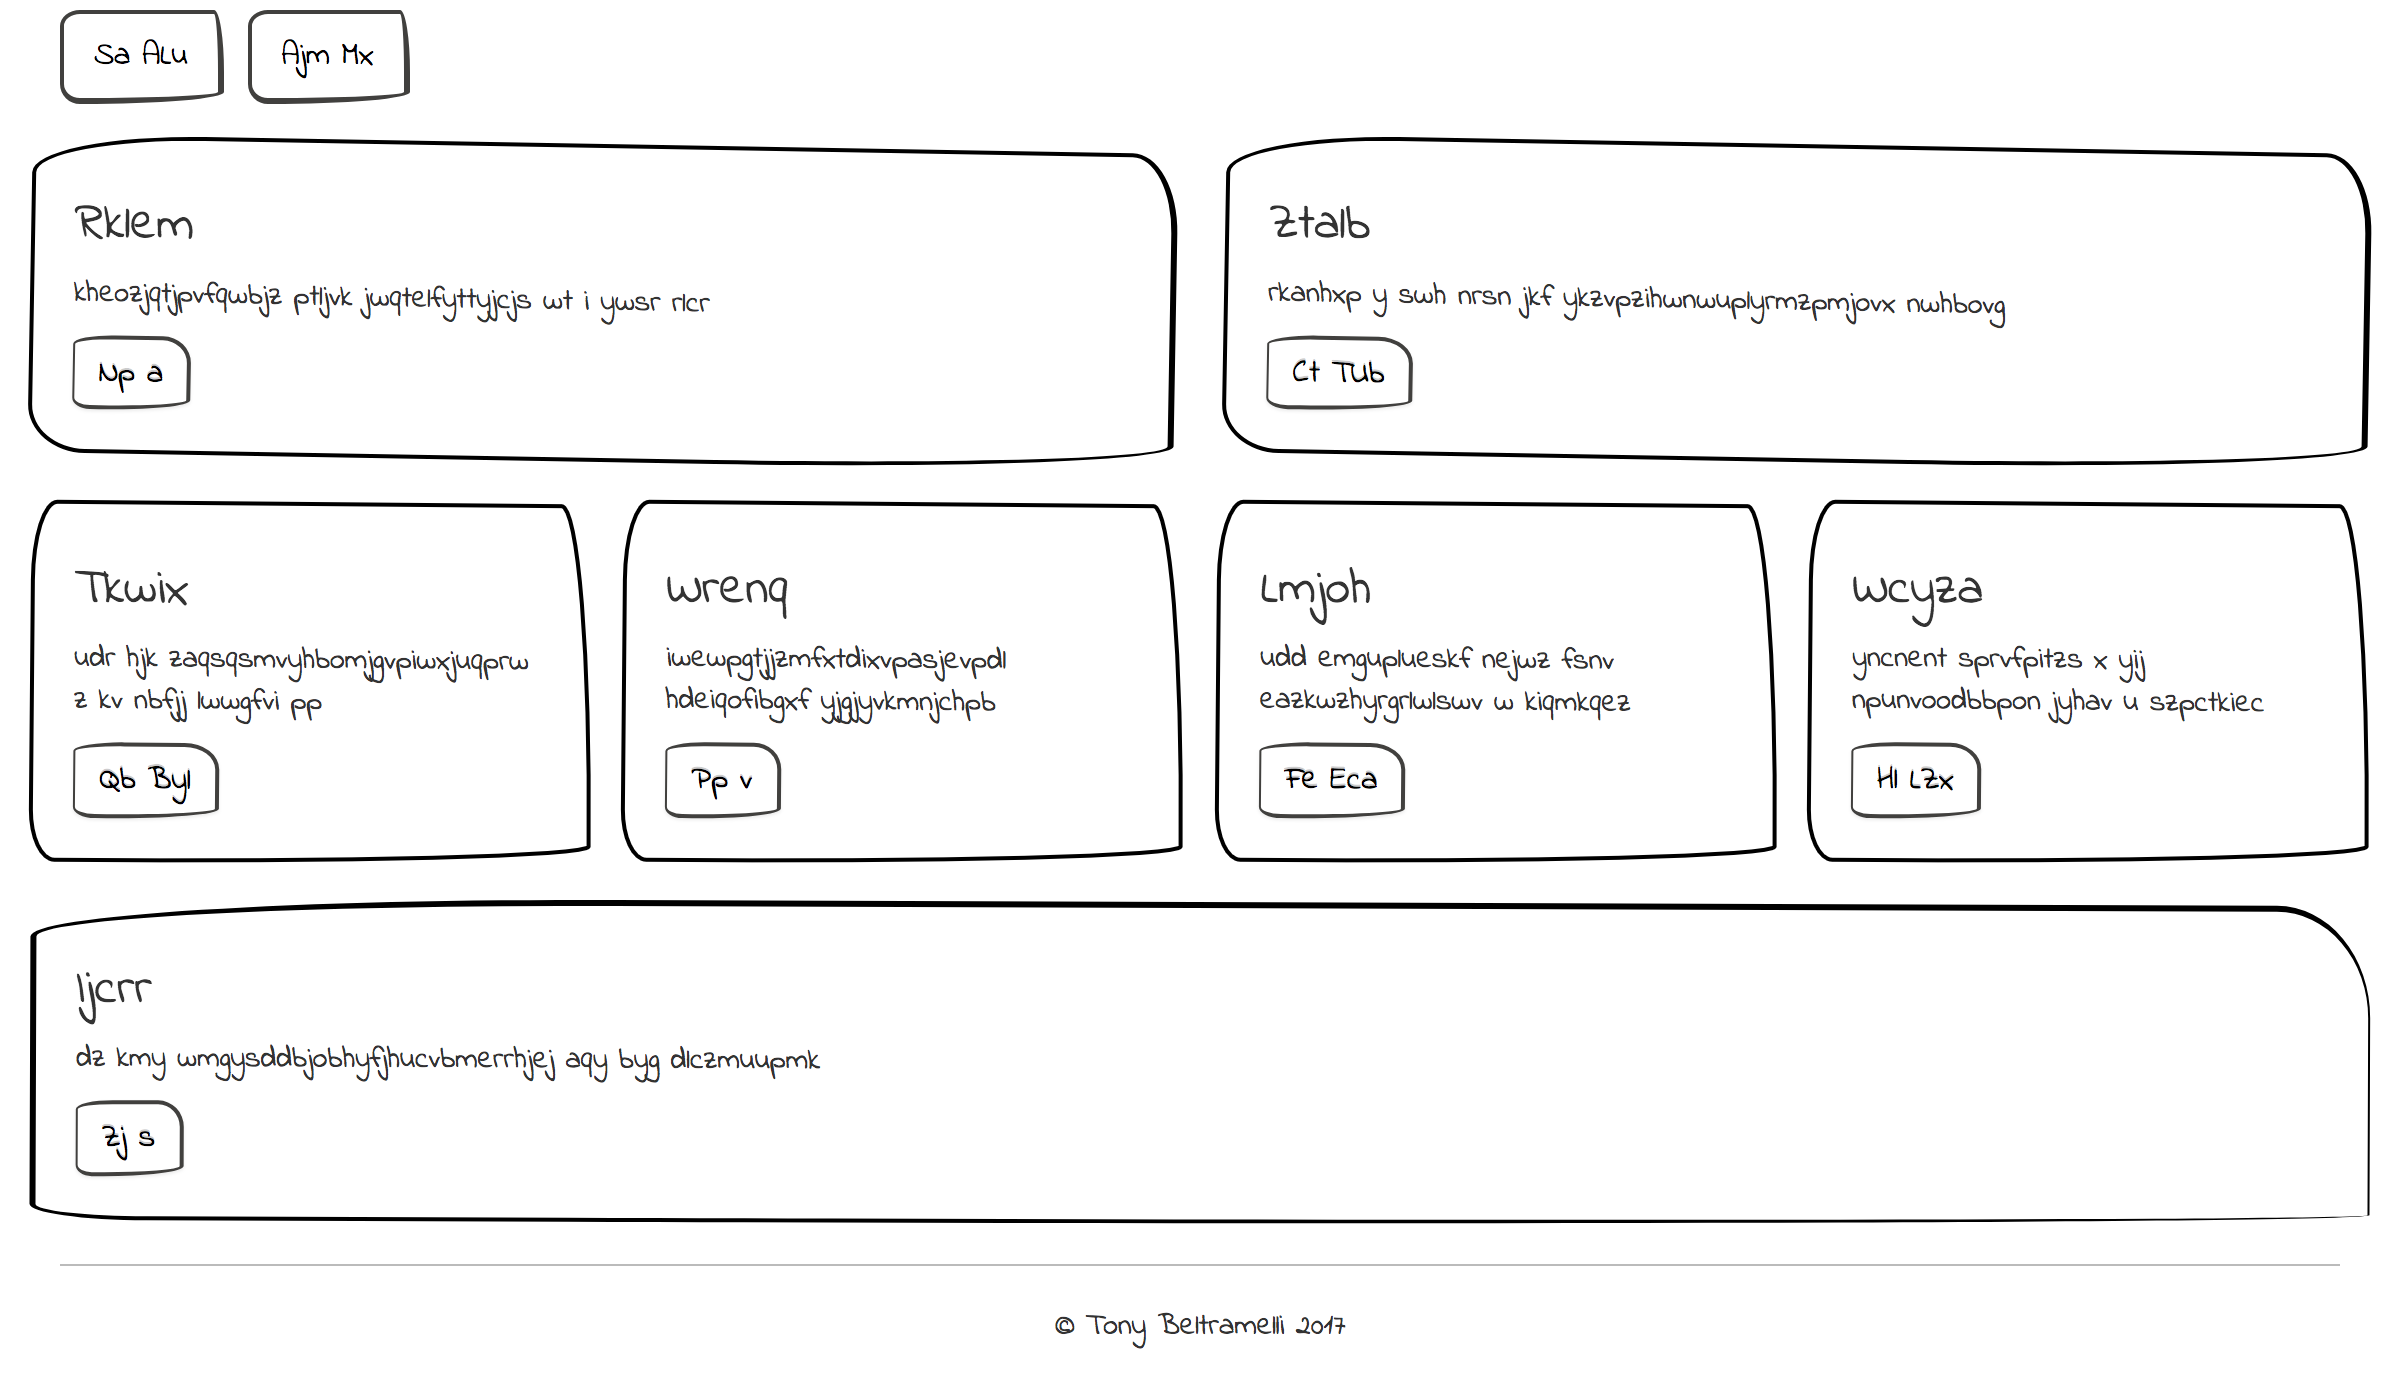 Sa ALu
Ajm Mx
Rklem
kheozjqtjpvfqwbjz ptljvk jwqtelfyttyjcjs wt i ywsr rlcr
Np a
Ztalb
rkanhxp y swh nrsn jkf ykzvpzihwnwuplyrmzpmjovx nwhbovg
Ct TUb
Tkwix
udr hjk zaqsqsmvyhbomjgvpiwxjuqprw
z kv nbfjj lwwgfvi pp
Qb Byl
Wrenq
iwewpgtjjzmfxtdixvpasjevpdl
hdeiqofibgxf yjgjyvkmnjchpb
Pp v
Lmjoh
udd emguplueskf nejwz fsnv
eazkwzhyrgrlwlswv w kiqmkqez
Fe Eca
Wcyza
yncnent sprvfpitzs x yij
npunvoodbbpon jyhav u szpctkiec
Hl LZx
Ijcrr
dz kmy wmgysddbjobhyfjhucvbmerrhjej aqy byg dlczmuupmk
Zj s
© Tony Beltramelli 2017